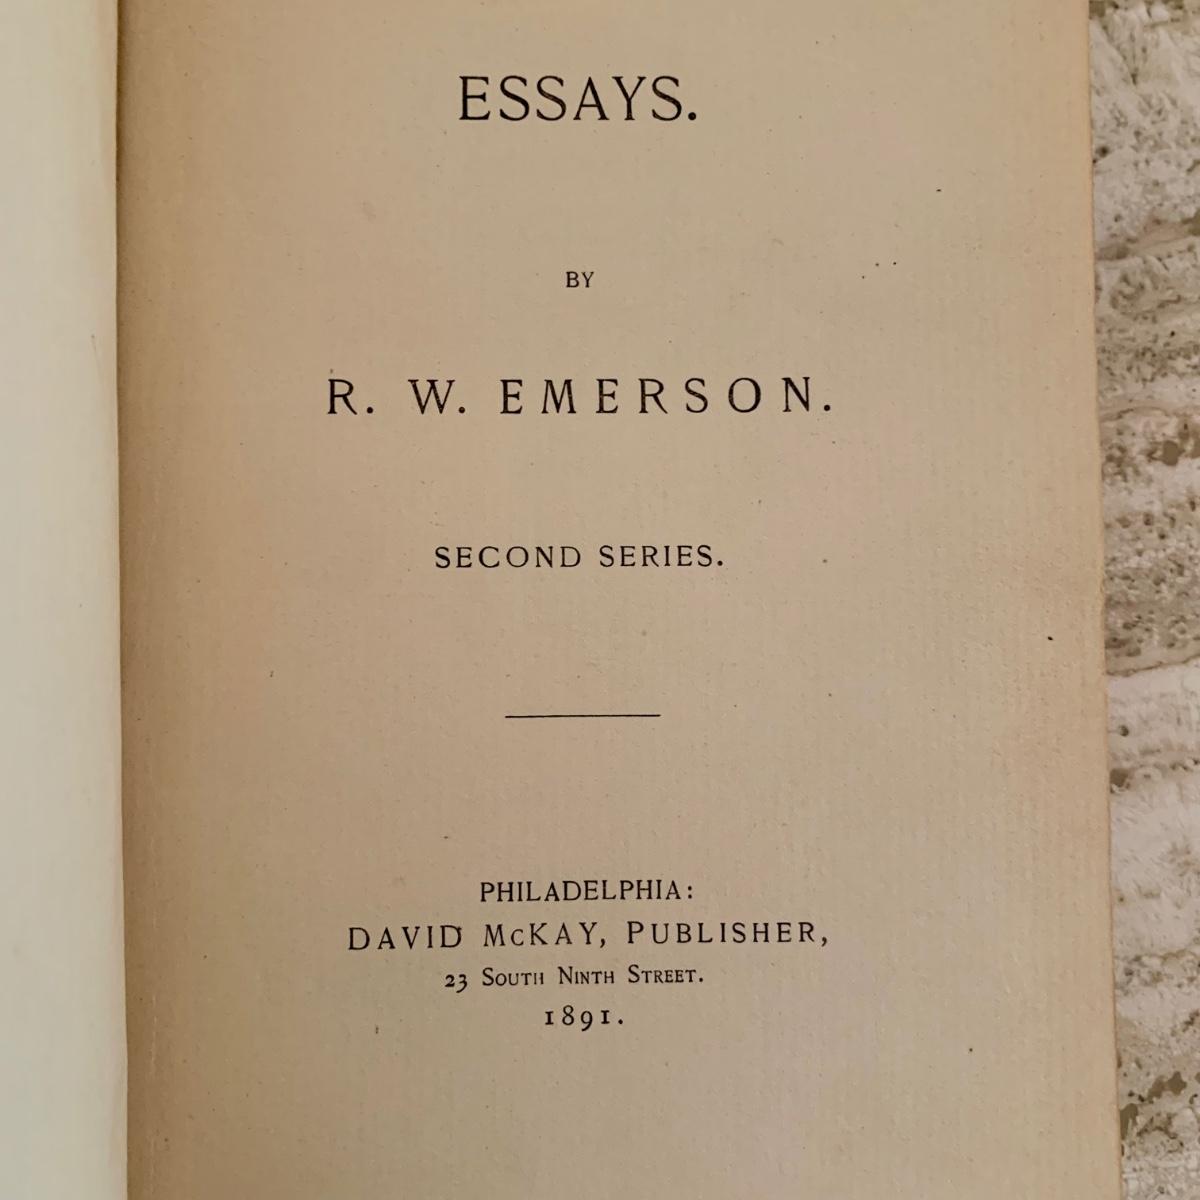 ESSAYS.
BY
R. W. EMERSON.
SECOND SERIES.
PHILADELPHIA:
DAVID McKAY, PUBLISHER,
23 SOUTH NINTH STREET.
1891.